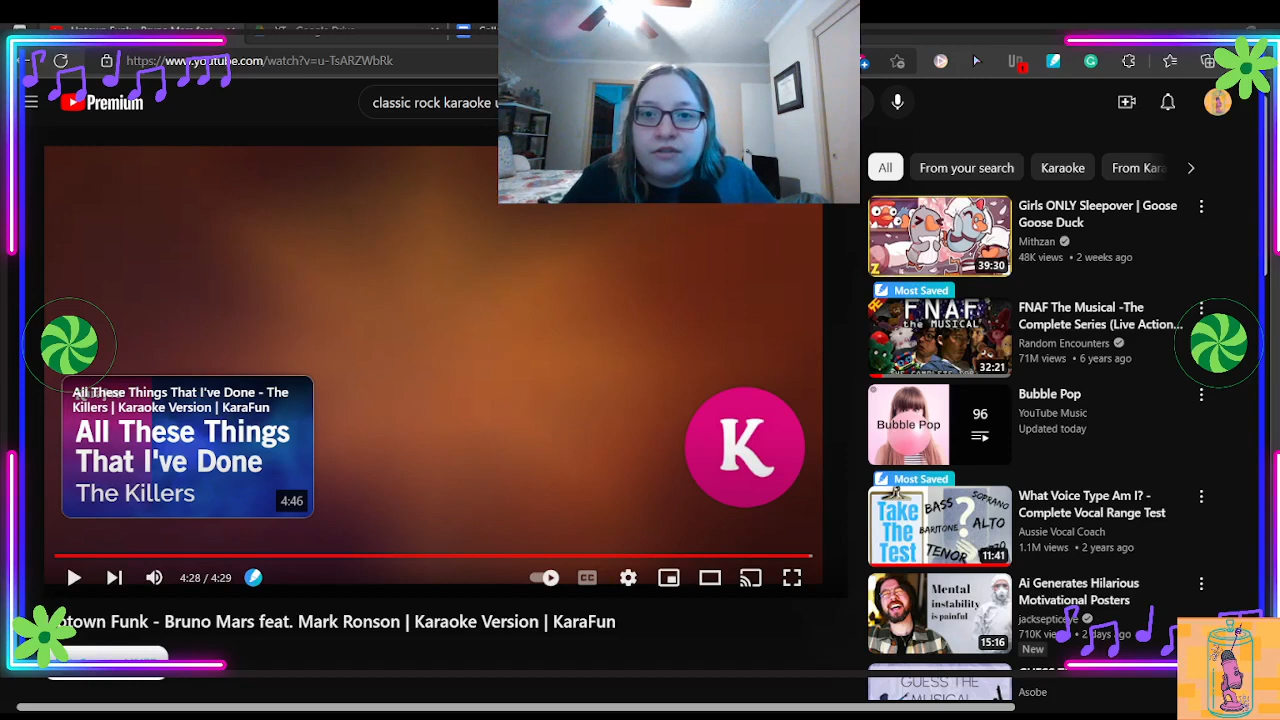 https://www.youtube.com/watch?v=u-TsARZWbRk
Premium
classic rock karaoke u
All
From your search
Karaoke
From Kara
Girls ONLY Sleepover | Goose
Goose Duck
Mithzan
48K views • 2 weeks ago
39:30
Most Saved
FNAF
the MUSICAL
32:21
FNAF The Musical -The
Complete Series (Live Action...
Random Encounters
71M views • 6 years ago
Bubble Pop
96
Bubble Pop
YouTube Music
Updated today
Most Saved
TAKE
THE
TEST
BASS
BARITONE
TENOR
SOPRANO
ALTO
11:41
What Voice Type Am I? -
Complete Vocal Range Test
Aussie Vocal Coach
1.1M views • 2 years ago
Mental
instability
is painful
15:16
Ai Generates Hilarious
Motivational Posters
jacksepticeye
710K views • 2 days ago
New
GUESS THE
MUSICAL
Asobe
All These Things That I've Done - The
Killers | Karaoke Version | KaraFun
All These Things
That I've Done
The Killers
4:46
K
4:28 / 4:29
CC
ptown Funk - Bruno Mars feat. Mark Ronson | Karaoke Version | KaraFun